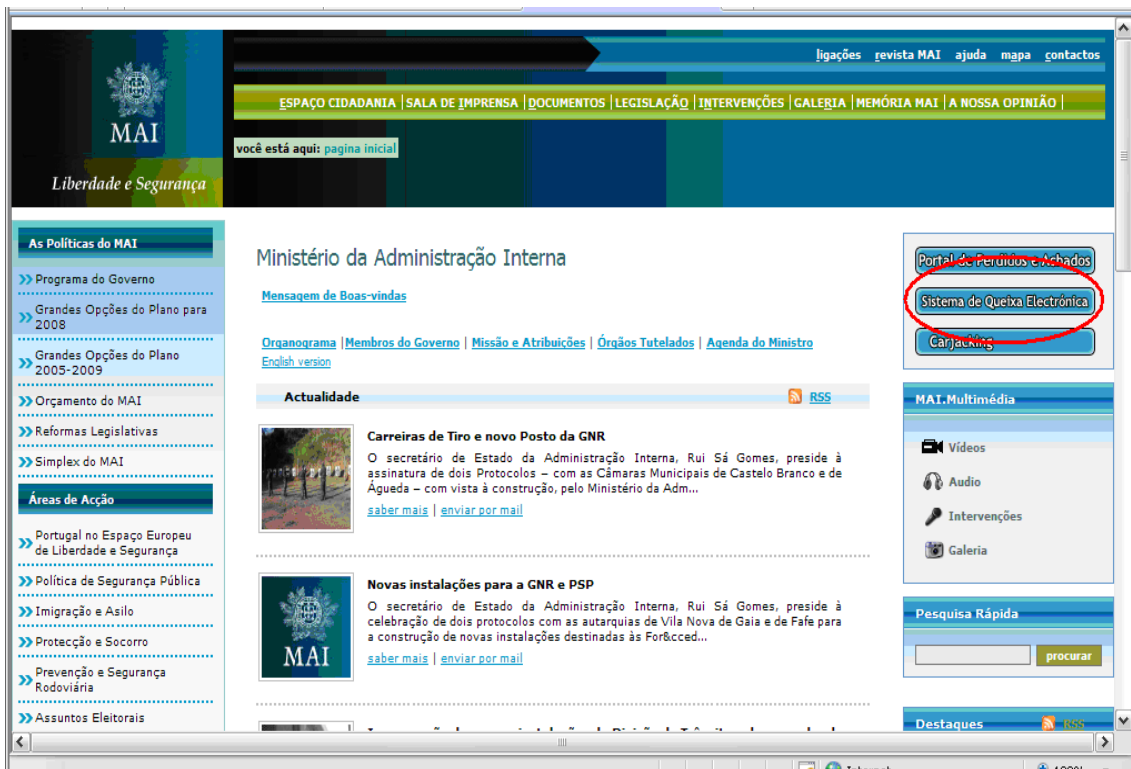 ligações revista MAI ajuda mapa contactos
ESPAÇO CIDADANIA | SALA DE IMPRENSA | DOCUMENTOS | LEGISLAÇÃO | INTERVENÇÕES | GALERIA | MEMÓRIA MAI | A NOSSA OPINIÃO |
MAI
Liberdade e Segurança
você está aqui: pagina inicial
As Políticas do MAI
Programa do Governo
Grandes Opções do Plano para
2008
Grandes Opções do Plano
2005-2009
Orçamento do MAI
Reformas Legislativas
Simplex do MAI
Áreas de Acção
Portugal no Espaço Europeu
de Liberdade e Segurança
Política de Segurança Pública
Imigração e Asilo
Protecção e Socorro
Prevenção e Segurança
Rodoviária
Assuntos Eleitorais
Ministério da Administração Interna
Mensagem de Boas-vindas
Organograma | Membros do Governo | Missão e Atribuições | Órgãos Tutelados | Agenda do Ministro
English version
Actualidade RSS
Carreiras de Tiro e novo Posto da GNR
O secretário de Estado da Administração Interna, Rui Sá Gomes, preside à
assinatura de dois Protocolos – com as Câmaras Municipais de Castelo Branco e de
Águeda – com vista à construção, pelo Ministério da Adm...
saber mais | enviar por mail
MAI
Novas instalações para a GNR e PSP
O secretário de Estado da Administração Interna, Rui Sá Gomes, preside à
celebração de dois protocolos com as autarquias de Vila Nova de Gaia e de Fafe para
a construção de novas instalações destinadas às For&cced...
saber mais | enviar por mail
Portal de Perdidos e Achados
Sistema de Queixa Electrónica
Carjacking
MAI.Multimédia
Vídeos
Audio
Intervenções
Galeria
Pesquisa Rápida
procurar
Destaques RSS